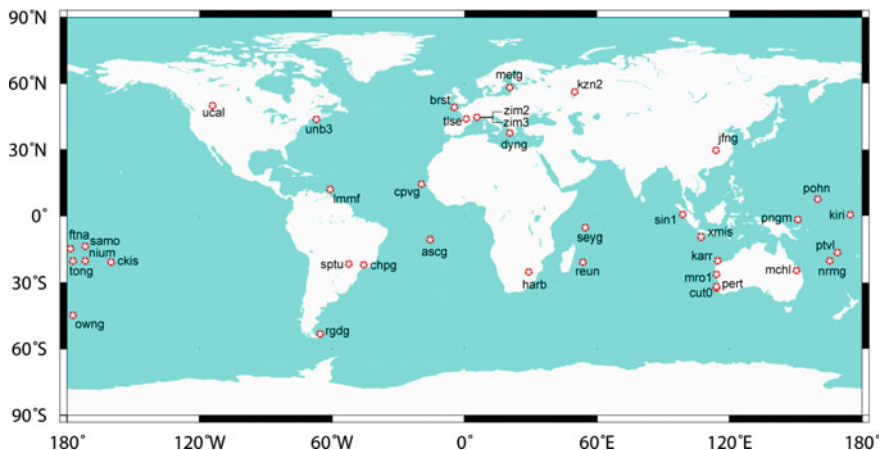 90°N
60°N
30°N
0°
30°S
60°S
90°S
metg
kzn2
brst
ucal
tlse
zim2
zim3
unb3
dyng
jfng
lmmf
cpvg
pohn
ftna
samo
sin1
pngm
kiri
nium
ascg
seyg
xmis
ptvl
tong
ckis
sptu
chpg
reun
karr
mchl
nrmg
harb
mro1
pert
cut0
owng
rgdg
180°
120°W
60°W
0°
60°E
120°E
180°